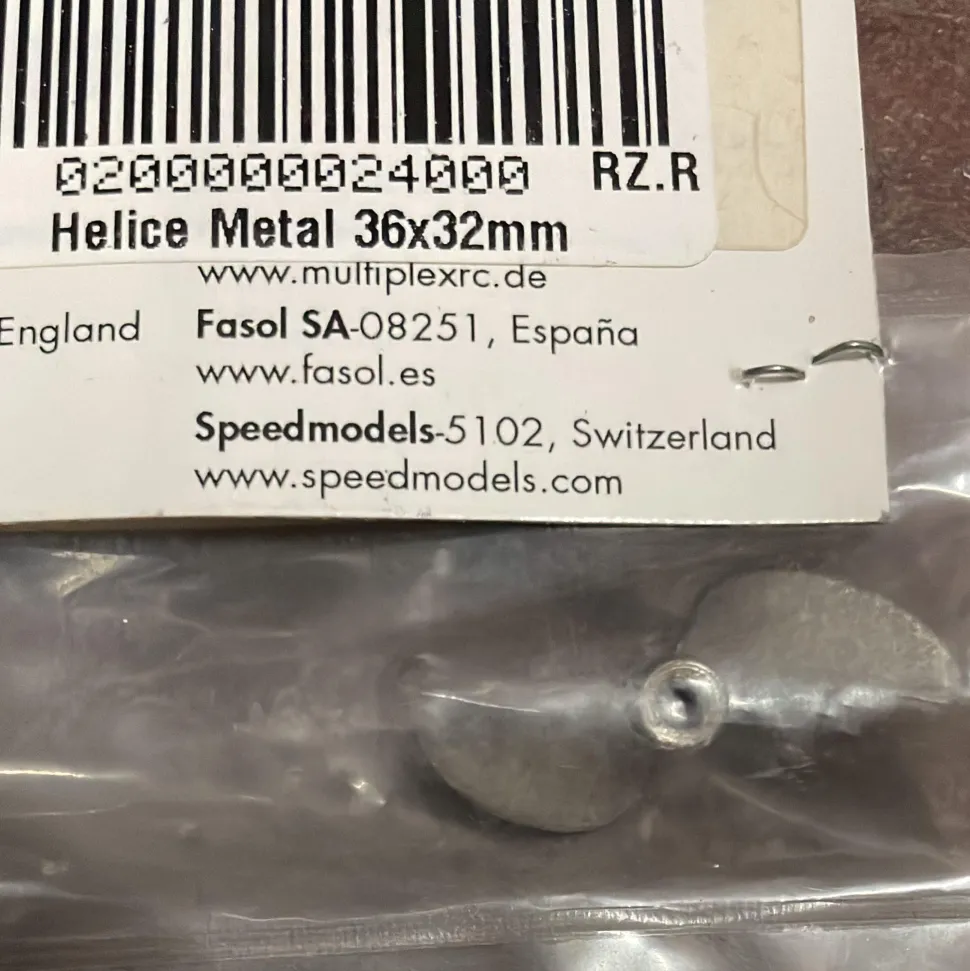 0200000024000 RZ.R
Helice Metal 36x32mm
www.multiplexrc.de
England Fasol SA-08251, España
www.fasol.es
Speedmodels-5102, Switzerland
www.speedmodels.com